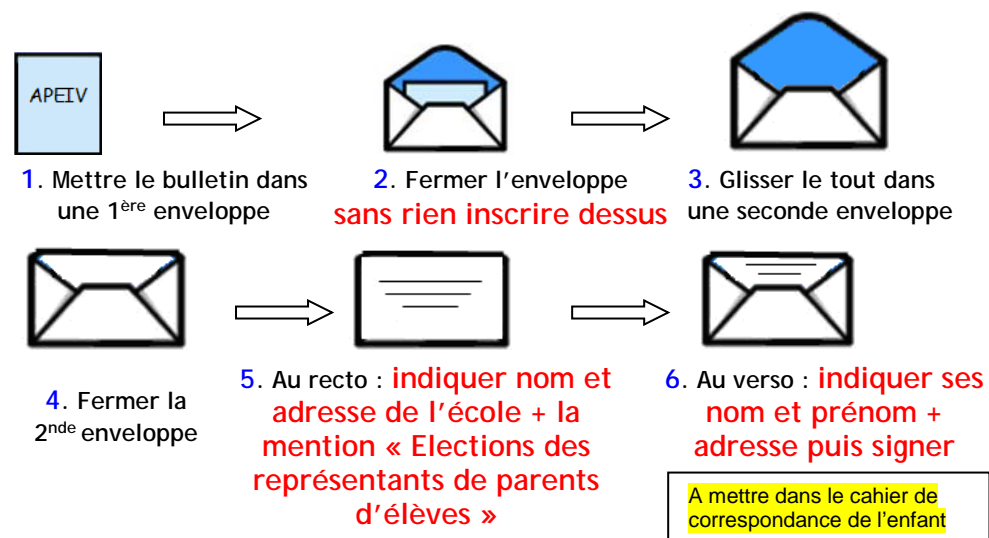 APEIV
1. Mettre le bulletin dans
une 1ère enveloppe
2. Fermer l'enveloppe
sans rien inscrire dessus
3. Glisser le tout dans
une seconde enveloppe
4. Fermer la
2nde enveloppe
5. Au recto : indiquer nom et
adresse de l'école + la
mention « Elections des
représentants de parents
d'élèves »
6. Au verso : indiquer ses
nom et prénom +
adresse puis signer
A mettre dans le cahier de
correspondance de l'enfant